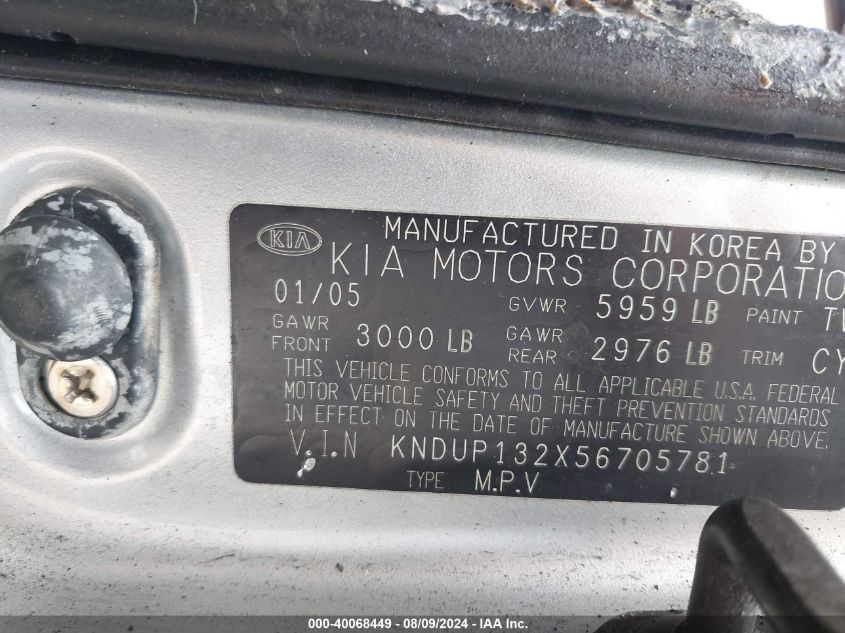 MANUFACTURED IN KOREA BY
KIA KIA MOTORS CORPORATIO
01/05 GVWR 5959 LB PAINT
GAWR FRONT 3000 LB GAWR REAR 2976 LB TRIM CY
THIS VEHICLE CONFORMS TO ALL APPLICABLE U.S.A. FEDERAL
MOTOR VEHICLE SAFETY AND THEFT PREVENTION STANDARDS
IN EFFECT ON THE DATE OF MANUFACTURE SHOWN ABOVE.
V.I.N KNDUP132X56705781
TYPE M.P.V
000-40068449 - 08/09/2024 - IAA Inc.